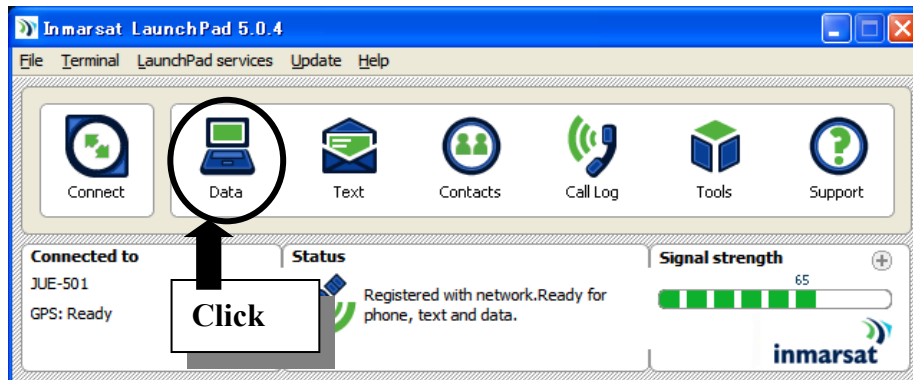 Inmarsat LaunchPad 5.0.4
File Terminal LaunchPad services Update Help
Connect Data Text Contacts Call Log Tools Support
Connected to
JUE-501
GPS: Ready
Click
Status
Registered with network.Ready for
phone, text and data.
Signal strength
65
inmarsat